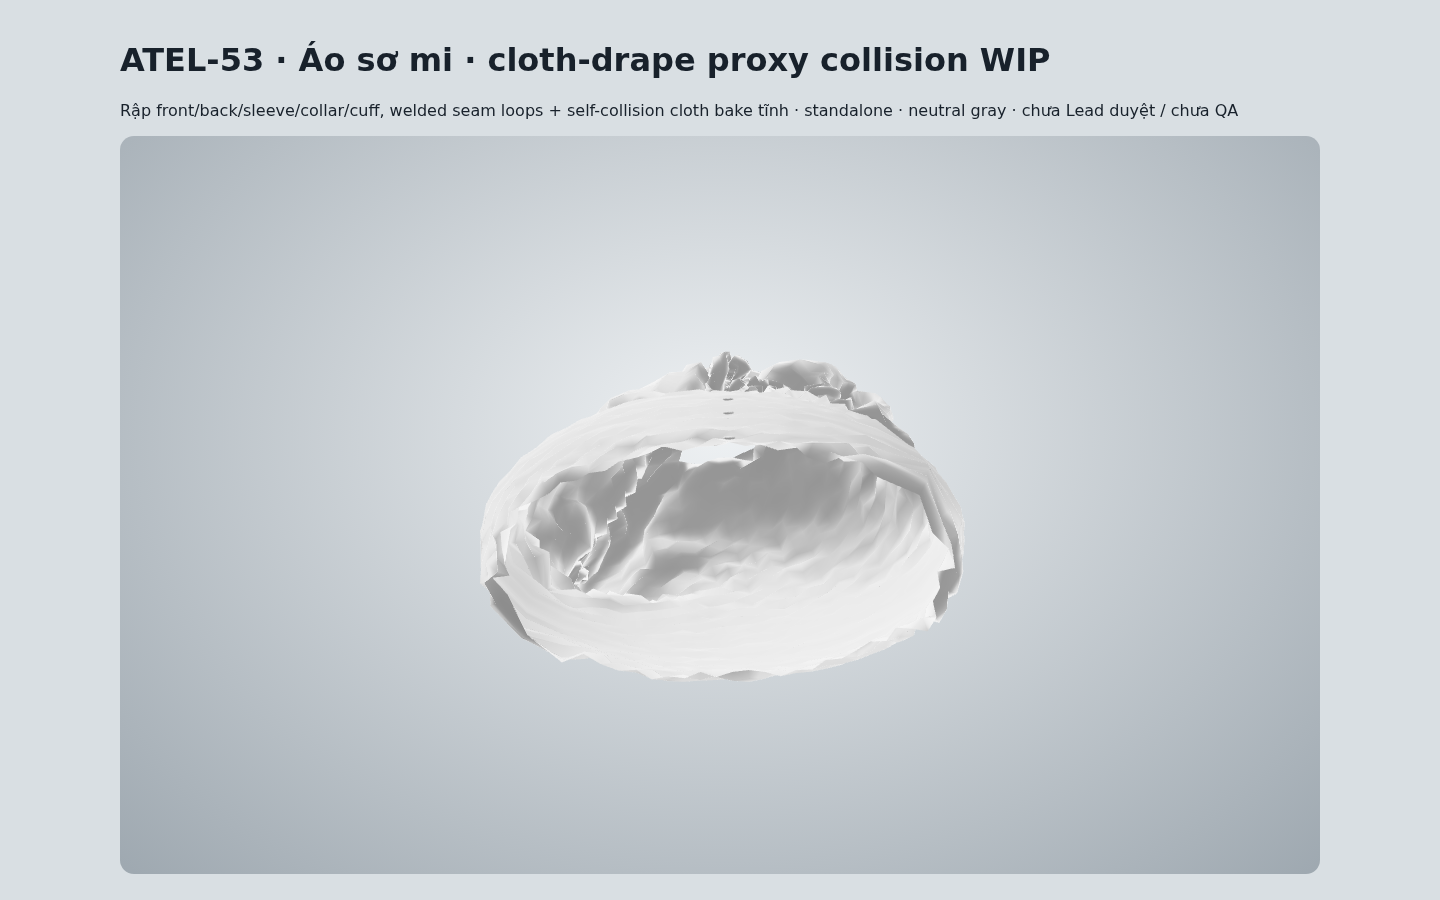 ATEL-53 · Áo sơ mi · cloth-drape proxy collision WIP
Rập front/back/sleeve/collar/cuff, welded seam loops + self-collision cloth bake tĩnh · standalone · neutral gray · chưa Lead duyệt / chưa QA